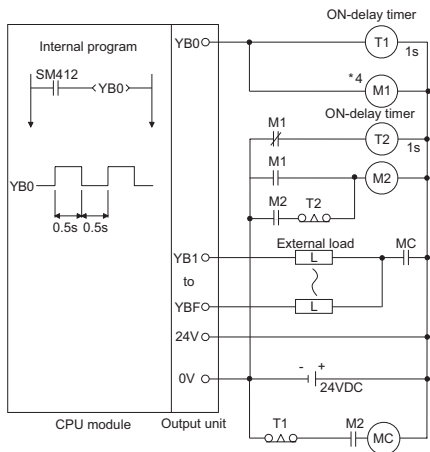 ON-delay timer
Internal program
YB0
T1
1s
SM412
YB0
*4
M1
ON-delay timer
M1
T2
1s
M1
M2
YB0
M2
T2
0.5s 0.5s
External load
MC
YB1
L
to
YBF
L
24V
0V
- +
24VDC
T1
M2
MC
CPU module
Output unit